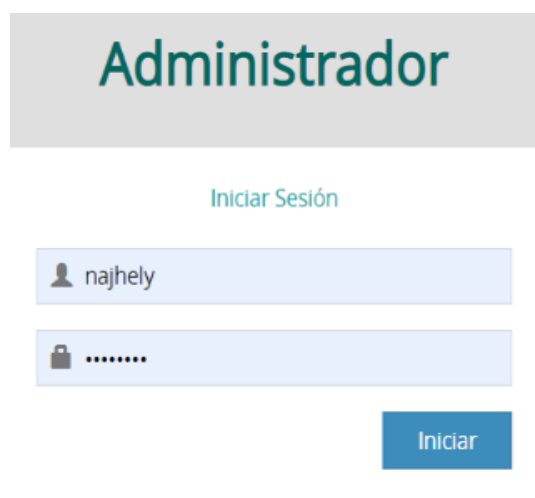 Administrador
Iniciar Sesión
najhely
••••••••
Iniciar